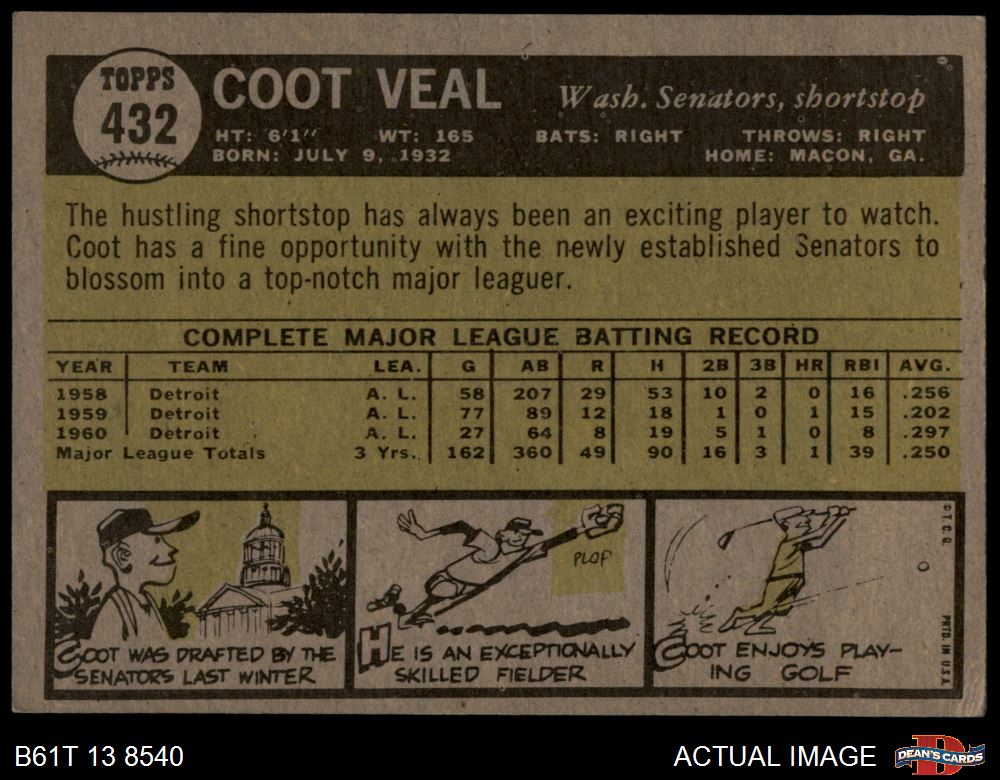 TOPPS
432
COOT VEAL
Wash. Senators, shortstop
HT: 6'1" WT: 165 BATS: RIGHT THROWS: RIGHT
BORN: JULY 9, 1932 HOME: MACON, GA.
The hustling shortstop has always been an exciting player to watch.
Coot has a fine opportunity with the newly established Senators to
blossom into a top-notch major leaguer.
COMPLETE MAJOR LEAGUE BATTING RECORD
YEAR TEAM LEA. G AB R H 2B 3B HR RBI AVG.
1958 Detroit A. L. 58 207 29 53 10 2 0 16 .256
1959 Detroit A. L. 77 89 12 18 1 0 1 15 .202
1960 Detroit A. L. 27 64 8 19 5 1 0 8 .297
Major League Totals 3 Yrs. 162 360 49 90 16 3 1 39 .250
COOT WAS DRAFTED BY THE
SENATORS LAST WINTER
PLOP
HE IS AN EXCEPTIONALLY
SKILLED FIELDER
COOT ENJOYS PLAY-
ING GOLF
© T. C. G.
PRTD. IN U.S.A.
B61T 13 8540
ACTUAL IMAGE
D
DEAN'S CARDS